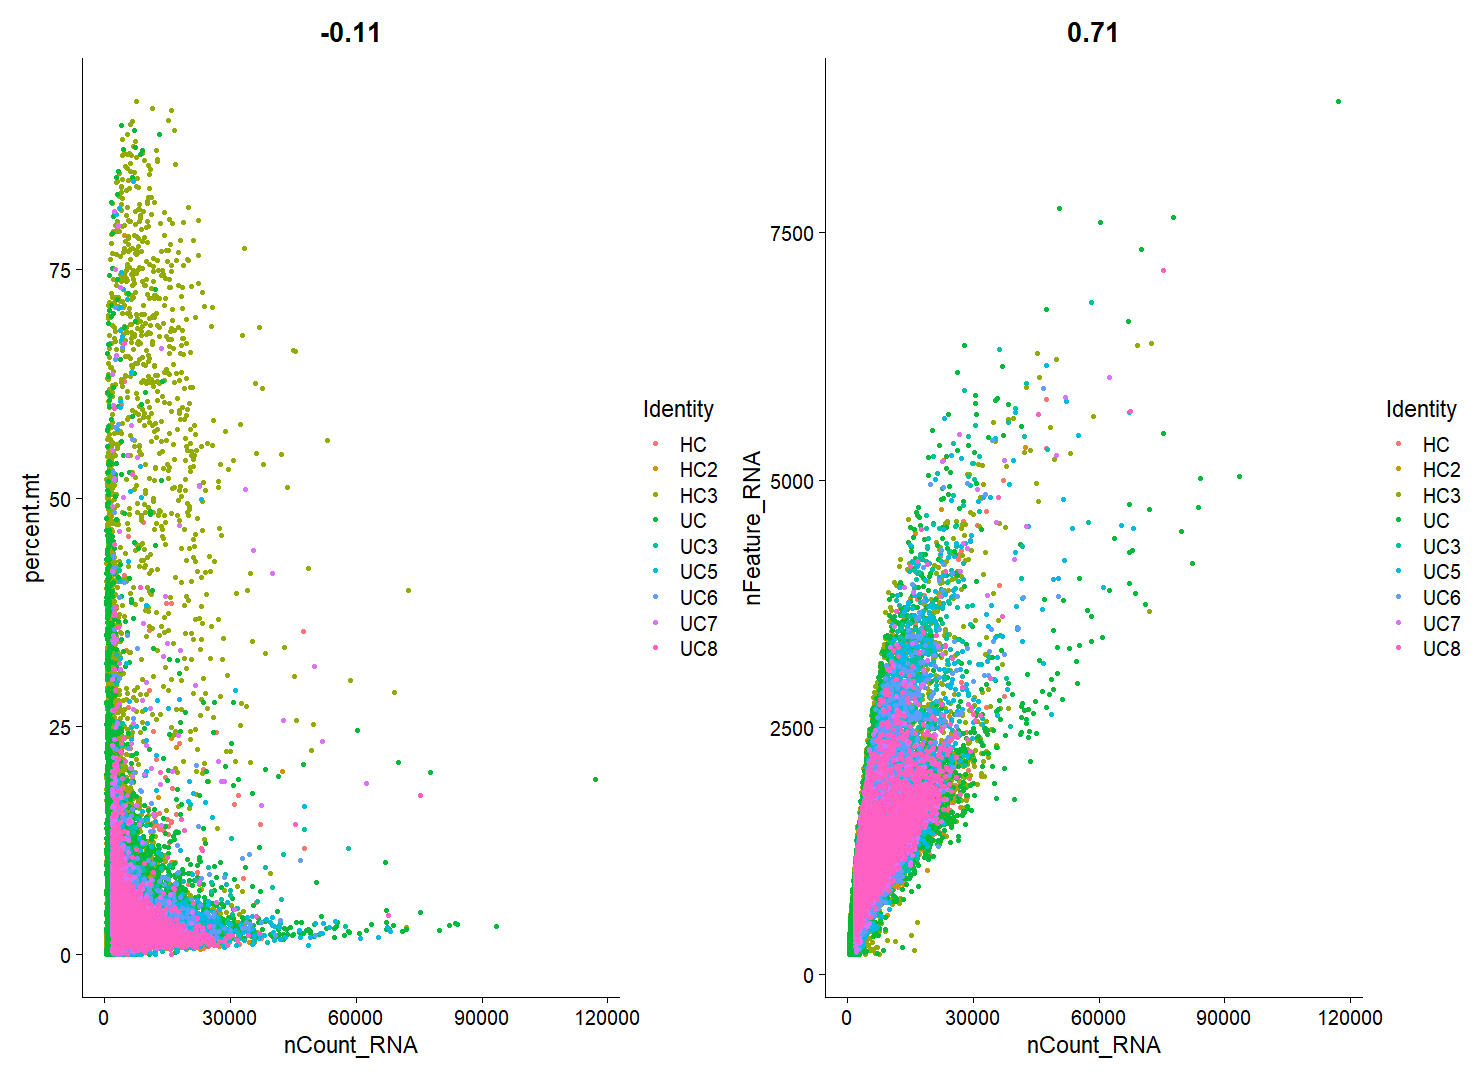 -0.11
percent.mt
75
50
25
0
0 30000 60000 90000 120000
nCount_RNA
Identity
HC
HC2
HC3
UC
UC3
UC5
UC6
UC7
UC8
0.71
nFeature_RNA
7500
5000
2500
0
0 30000 60000 90000 120000
nCount_RNA
Identity
HC
HC2
HC3
UC
UC3
UC5
UC6
UC7
UC8